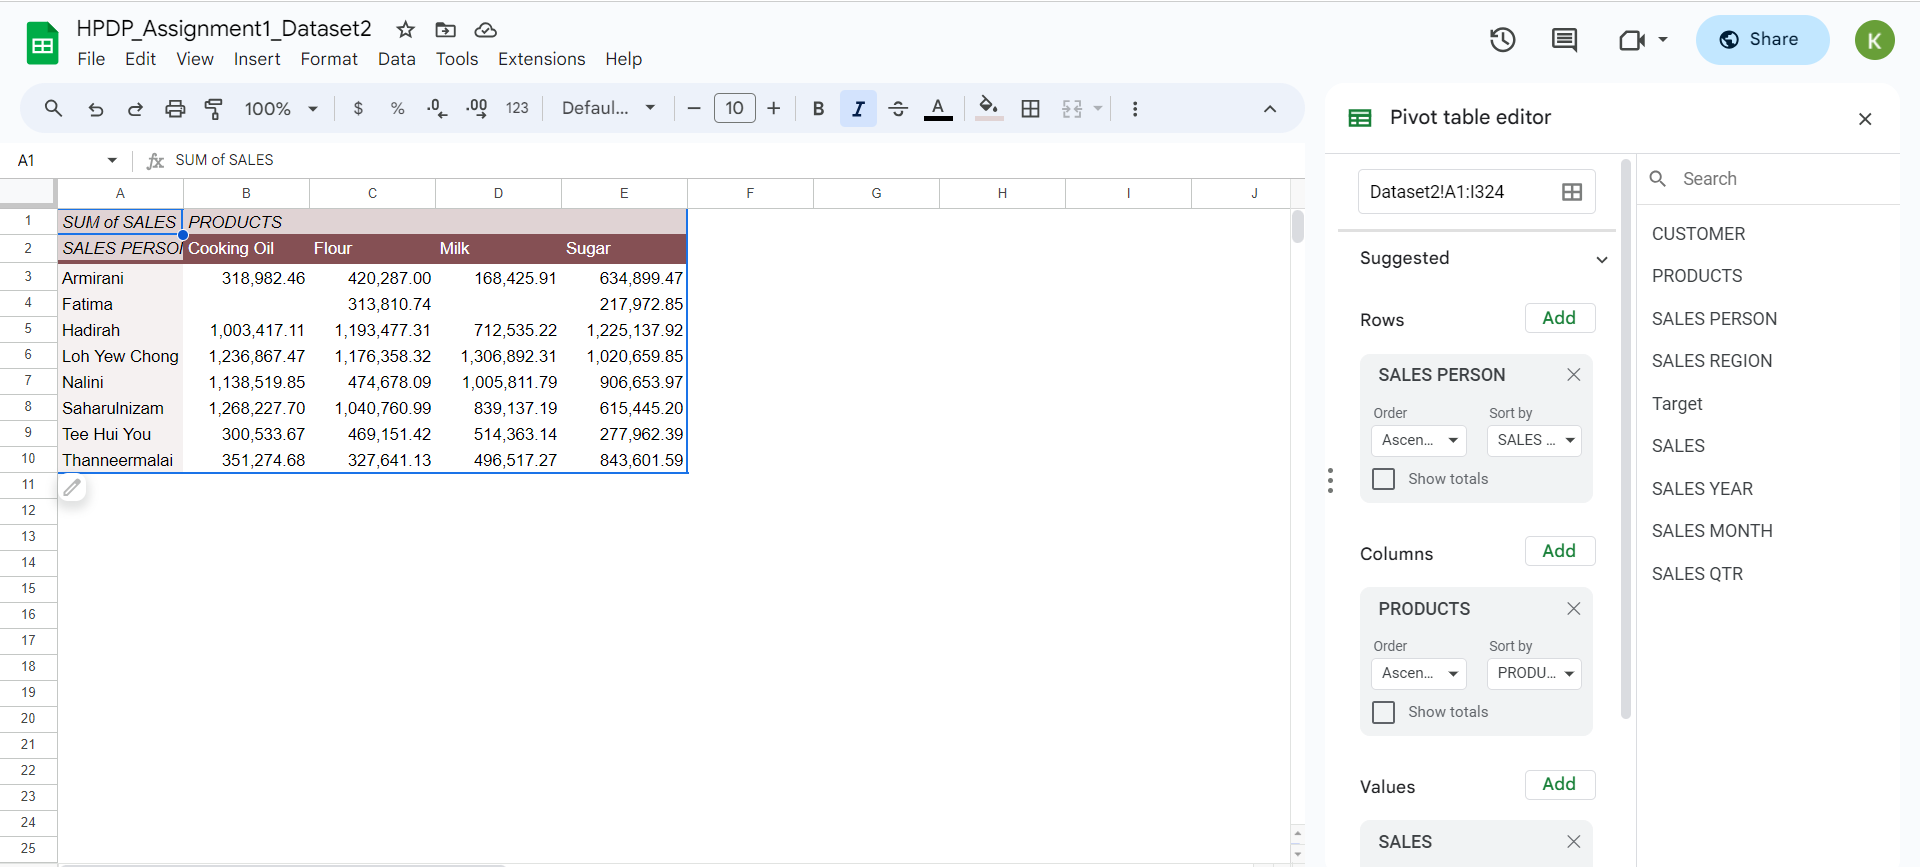 HPDP_Assignment1_Dataset2
File Edit View Insert Format Data Tools Extensions Help
Share
K
100% $ % .0 .00 123 Defaul... 10 B I A
A1 fx SUM of SALES
A B C D E F G H I J
1 SUM of SALES PRODUCTS
2 SALES PERSO Cooking Oil Flour Milk Sugar
3 Armirani 318,982.46 420,287.00 168,425.91 634,899.47
4 Fatima 313,810.74 217,972.85
5 Hadirah 1,003,417.11 1,193,477.31 712,535.22 1,225,137.92
6 Loh Yew Chong 1,236,867.47 1,176,358.32 1,306,892.31 1,020,659.85
7 Nalini 1,138,519.85 474,678.09 1,005,811.79 906,653.97
8 Saharulnizam 1,268,227.70 1,040,760.99 839,137.19 615,445.20
9 Tee Hui You 300,533.67 469,151.42 514,363.14 277,962.39
10 Thanneermalai 351,274.68 327,641.13 496,517.27 843,601.59
11
12
13
14
15
16
17
18
19
20
21
22
23
24
25
Pivot table editor
Dataset2!A1:I324
Suggested
Rows Add
SALES PERSON
Order Sort by
Ascen... SALES ...
Show totals
Columns Add
PRODUCTS
Order Sort by
Ascen... PRODU...
Show totals
Values Add
SALES
Search
CUSTOMER
PRODUCTS
SALES PERSON
SALES REGION
Target
SALES
SALES YEAR
SALES MONTH
SALES QTR